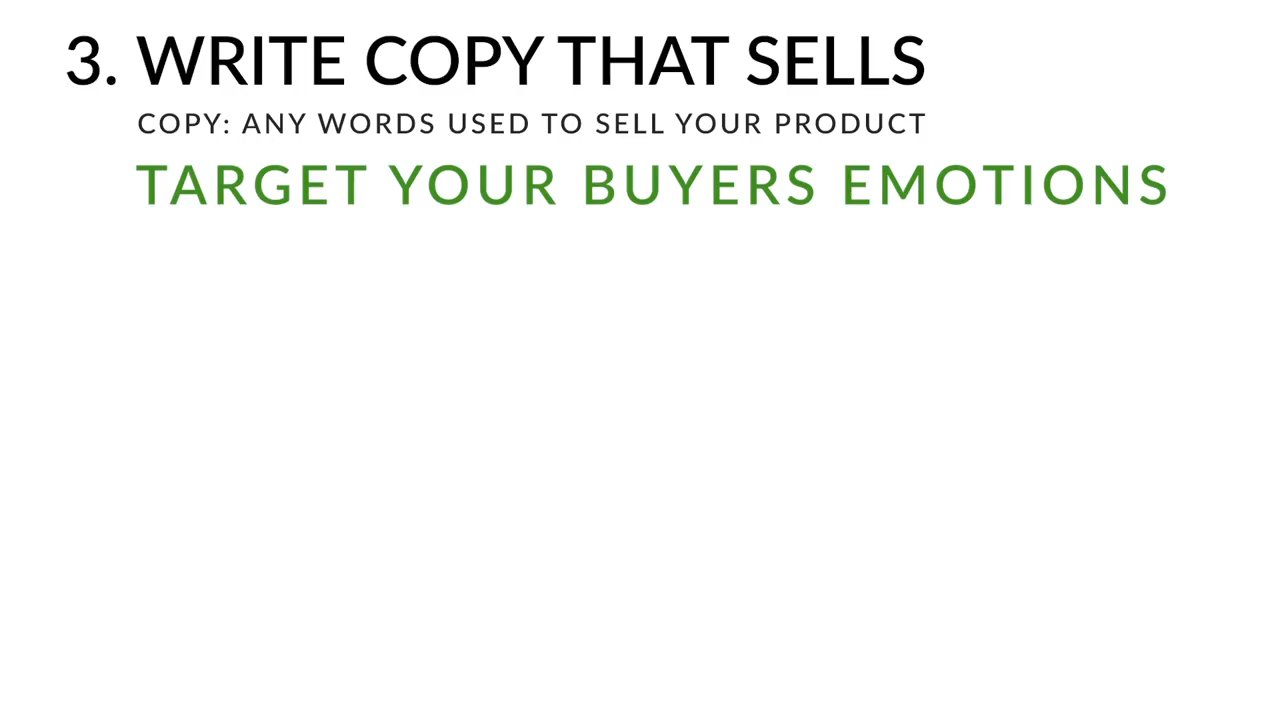 3. WRITE COPY THAT SELLS
COPY: ANY WORDS USED TO SELL YOUR PRODUCT
TARGET YOUR BUYERS EMOTIONS